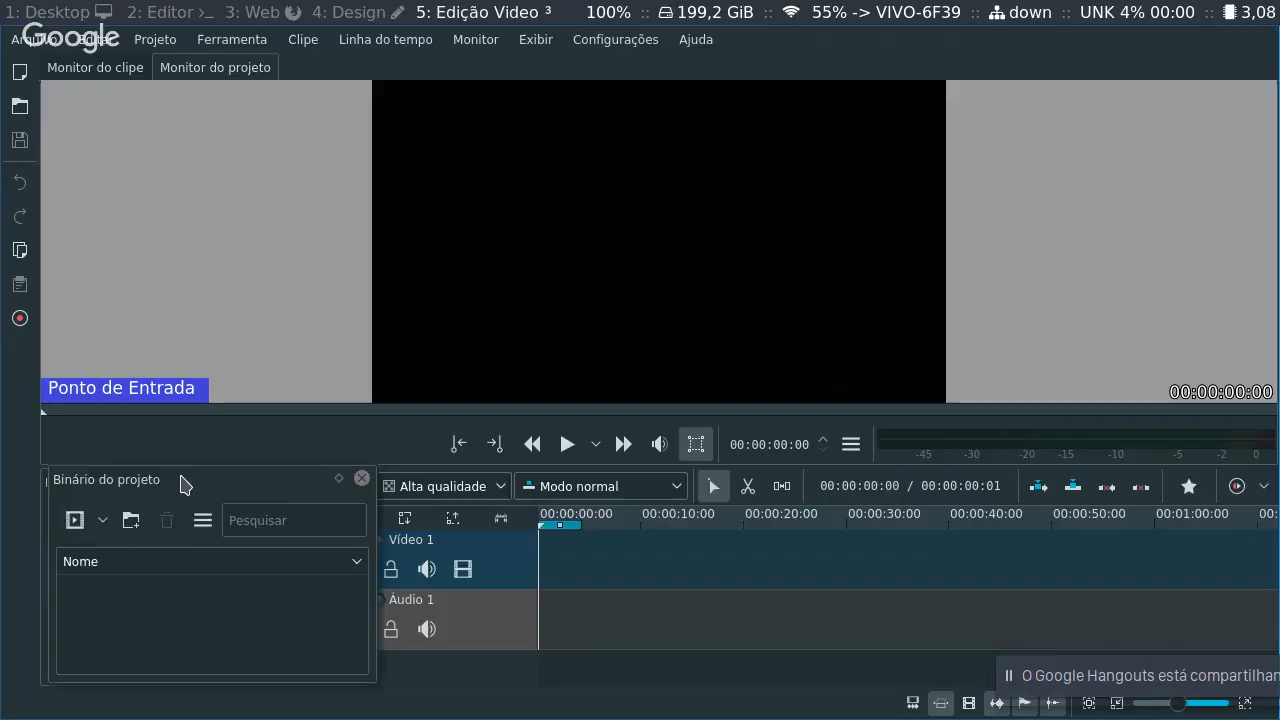 1: Desktop 2: Editor 3: Web 4: Design 5: Edição Video ³ 100% :: 199,2 GiB :: 55% -> VIVO-6F39 :: down :: UNK 4% 00:00 :: 3,08
Google
Projeto Ferramenta Clipe Linha do tempo Monitor Exibir Configurações Ajuda
Monitor do clipe Monitor do projeto
Ponto de Entrada 00:00:00:00
00:00:00:00 -45 -30 -20 -15 -10 -5 -2 0
Binário do projeto
Alta qualidade Modo normal 00:00:00:00 / 00:00:00:01
Pesquisar
00:00:00:00 00:00:10:00 00:00:20:00 00:00:30:00 00:00:40:00 00:00:50:00 00:01:00:00 00:
Nome
Vídeo 1
Áudio 1
O Google Hangouts está compartilhan